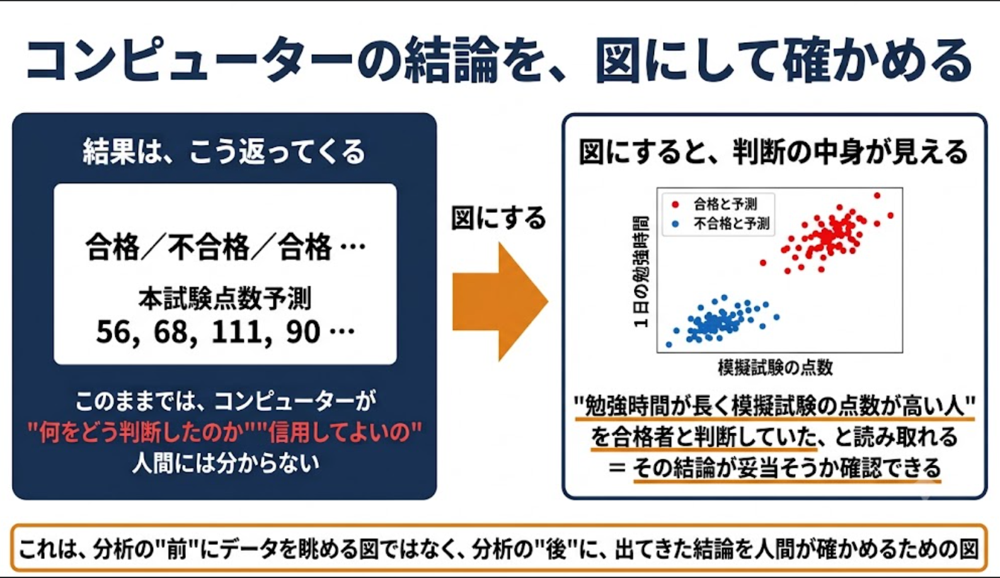 コンピューターの結論を、図にして確かめる
結果は、こう返ってくる
合格／不合格／合格 …
本試験点数予測
56, 68, 111, 90 …
このままでは、コンピューターが
"何をどう判断したのか""信用してよいの"
人間には分からない
図にする
図にすると、判断の中身が見える
合格と予測
不合格と予測
1日の勉強時間
模擬試験の点数
"勉強時間が長く模擬試験の点数が高い人"
を合格者と判断していた、と読み取れる
＝ その結論が妥当そうか確認できる
これは、分析の"前"にデータを眺める図ではなく、分析の"後"に、出てきた結論を人間が確かめるための図